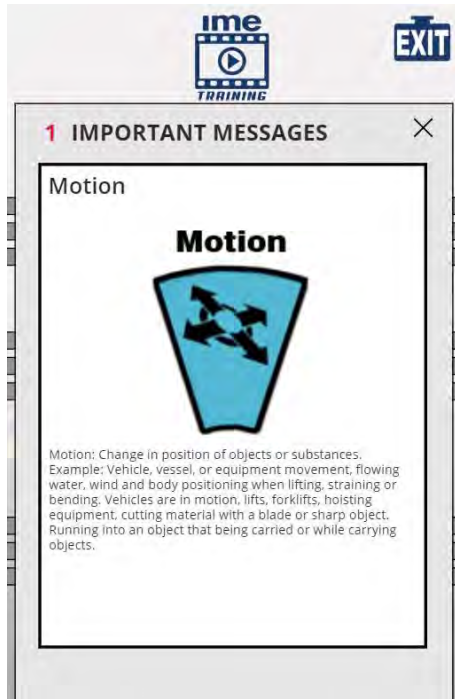 ıme
EXIT
TRAINING
1 IMPORTANT MESSAGES
Motion
Motion
Motion: Change in position of objects or substances.
Example: Vehicle, vessel, or equipment movement, flowing
water, wind and body positioning when lifting, straining or
bending. Vehicles are in motion, lifts, forklifts, hoisting
equipment, cutting material with a blade or sharp object.
Running into an object that being carried or while carrying
objects.